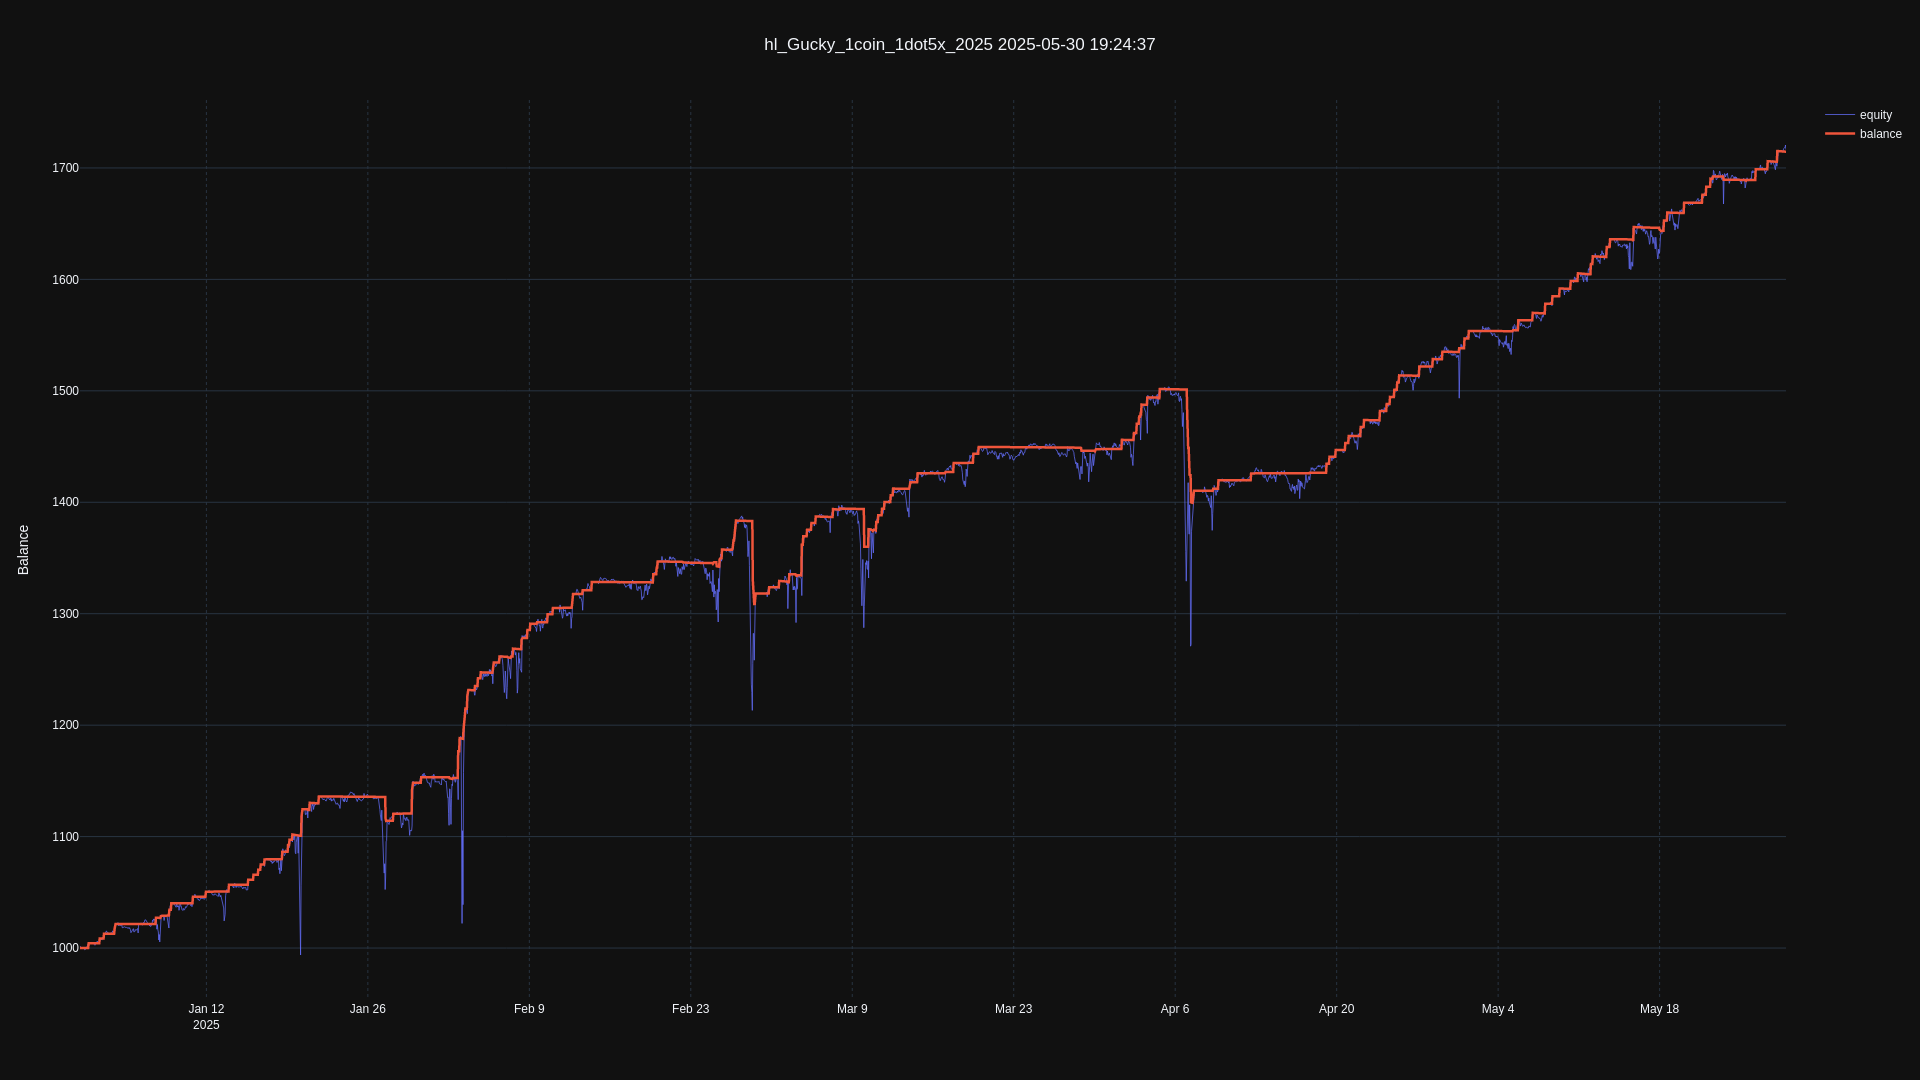 hl_Gucky_1coin_1dot5x_2025 2025-05-30 19:24:37
equity
balance
Balance
1700
1600
1500
1400
1300
1200
1100
1000
Jan 12 Jan 26 Feb 9 Feb 23 Mar 9 Mar 23 Apr 6 Apr 20 May 4 May 18
2025